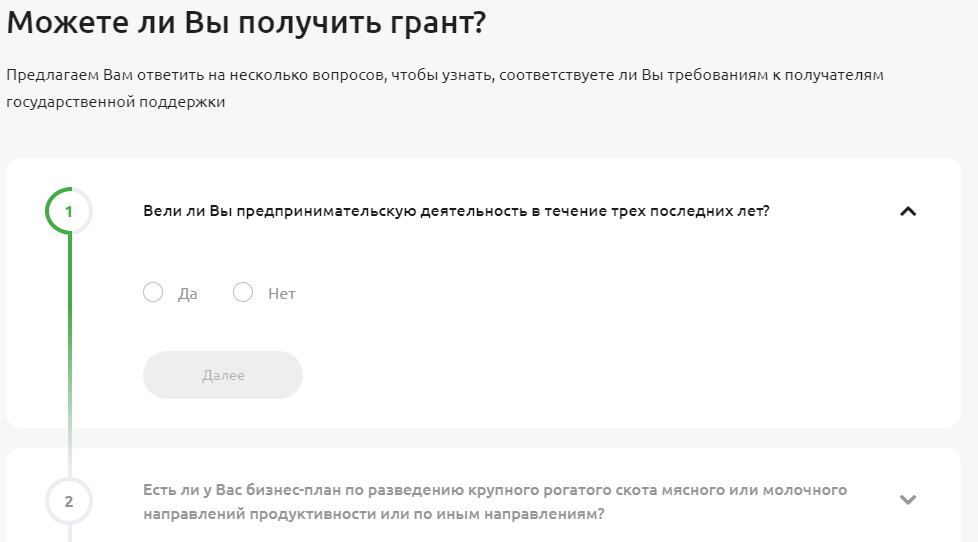 Можете ли Вы получить грант?
Предлагаем Вам ответить на несколько вопросов, чтобы узнать, соответствуете ли Вы требованиям к получателям
государственной поддержки
1
Вели ли Вы предпринимательскую деятельность в течение трех последних лет?
Да Нет
Далее
2
Есть ли у Вас бизнес-план по разведению крупного рогатого скота мясного или молочного
направлений продуктивности или по иным направлениям?